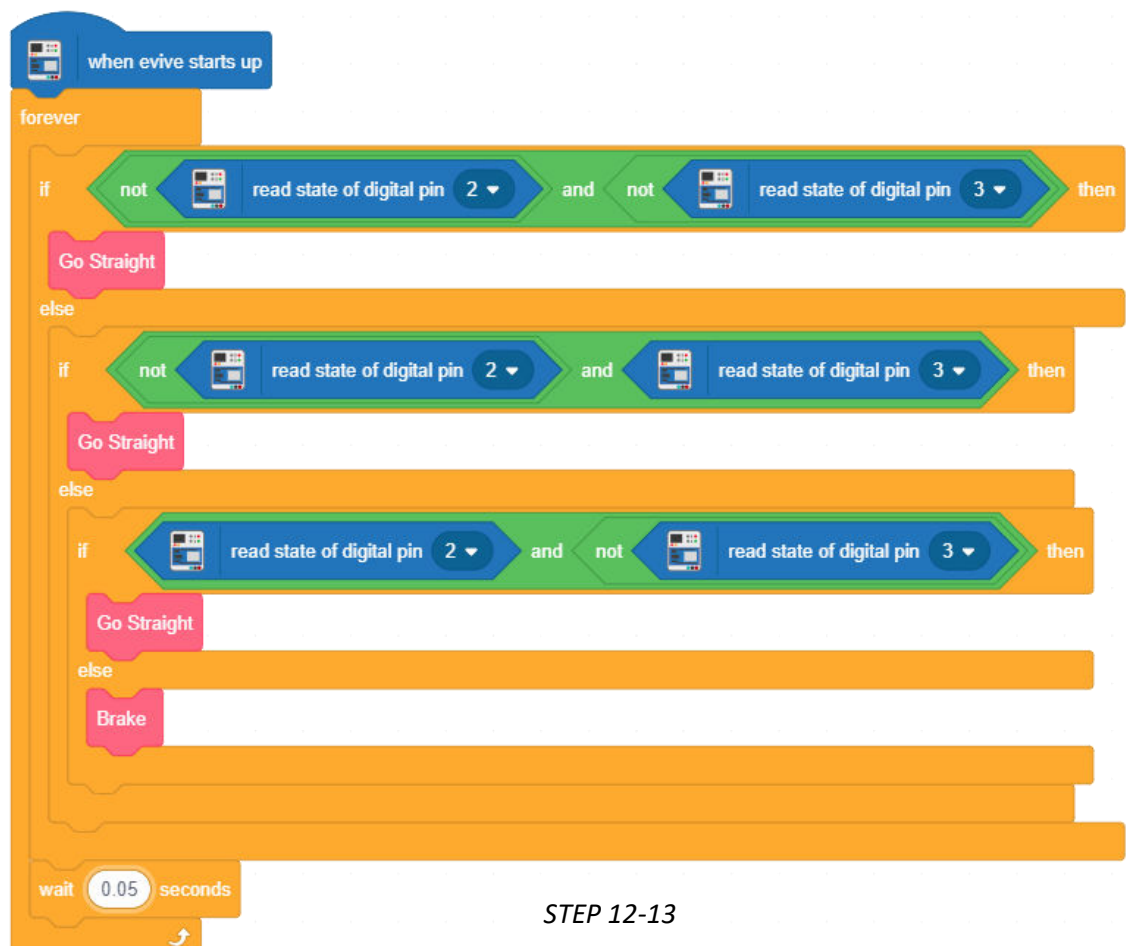 when evive starts up
forever
if not read state of digital pin 2 and not read state of digital pin 3 then
Go Straight
else
if not read state of digital pin 2 and read state of digital pin 3 then
Go Straight
else
if read state of digital pin 2 and not read state of digital pin 3 then
Go Straight
else
Brake
wait 0.05 seconds
STEP 12-13